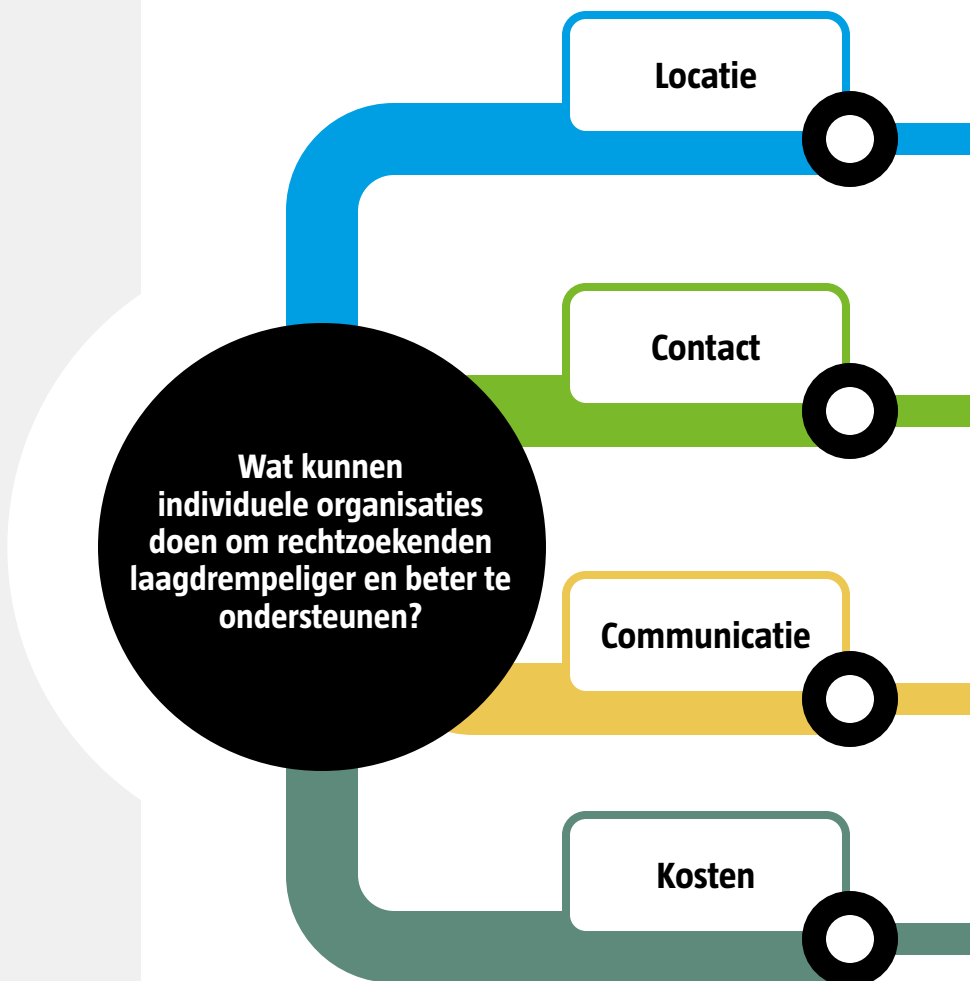 Locatie
Contact
Wat kunnen
individuele organisaties
doen om rechtzoekenden
laagdrempeliger en beter te
ondersteunen?
Communicatie
Kosten